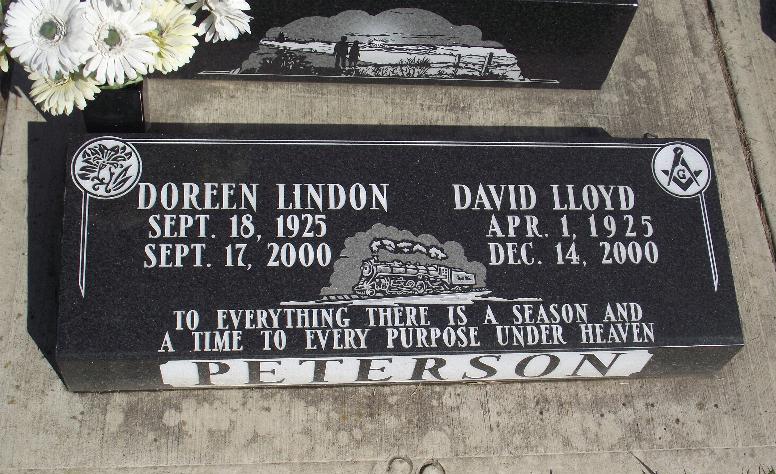 DOREEN LINDON
SEPT. 18, 1925
SEPT. 17, 2000
DAVID LLOYD
APR. 1, 1925
DEC. 14, 2000
G
TO EVERYTHING THERE IS A SEASON AND
A TIME TO EVERY PURPOSE UNDER HEAVEN
PETERSON